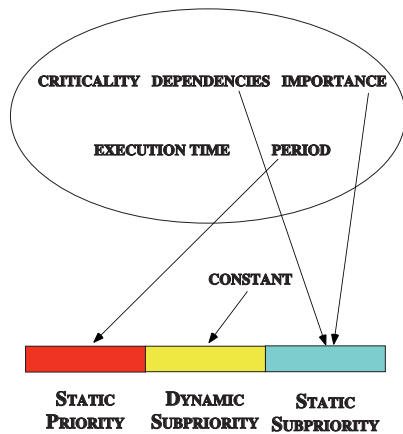 CRITICALITY DEPENDENCIES IMPORTANCE
EXECUTION TIME PERIOD
CONSTANT
STATIC PRIORITY
DYNAMIC SUBPRIORITY
STATIC SUBPRIORITY